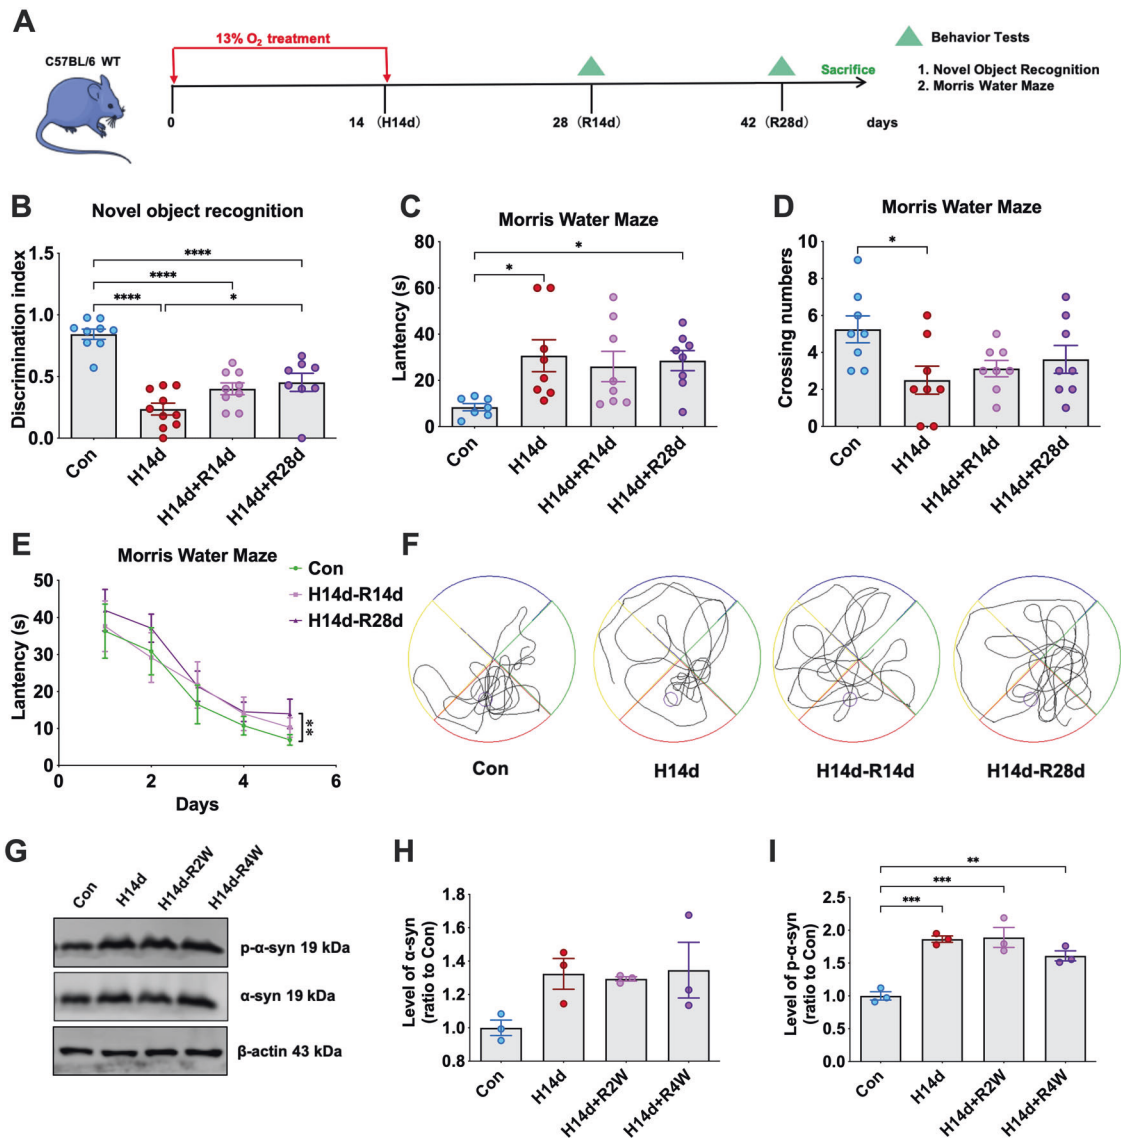 A
C57BL/6 WT
13% O₂ treatment
0
14 (H14d)
28 (R14d)
42 (R28d)
days
Sacrifice
Behavior Tests
1. Novel Object Recognition
2. Morris Water Maze
B
Novel object recognition
Discrimination index
1.5
1.0
0.5
0.0
****
****
****
*
Con
H14d
H14d+R14d
H14d+R28d
C
Morris Water Maze
Lantency (s)
80
60
40
20
0
*
*
Con
H14d
H14d+R14d
H14d+R28d
D
Morris Water Maze
Crossing numbers
10
8
6
4
2
0
*
Con
H14d
H14d+R14d
H14d+R28d
E
Morris Water Maze
Lantency (s)
50
40
30
20
10
0
0
2
4
6
Days
Con
H14d-R14d
H14d-R28d
**
F
Con
H14d
H14d-R14d
H14d-R28d
G
Con
H14d
H14d-R2W
H14d-R4W
p-α-syn 19 kDa
α-syn 19 kDa
β-actin 43 kDa
H
Level of α-syn
(ratio to Con)
1.8
1.6
1.4
1.2
1.0
0.8
Con
H14d
H14d+R2W
H14d+R4W
I
Level of p-α-syn
(ratio to Con)
2.5
2.0
1.5
1.0
0.5
0.0
**
***
***
Con
H14d
H14d+R2W
H14d+R4W